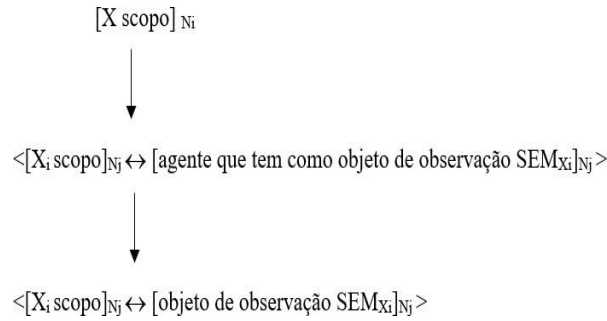 [X scopo] Ni
<[Xi scopo]Nj ↔ [agente que tem como objeto de observação SEMXi]Nj>
<[Xi scopo]Nj ↔ [objeto de observação SEMXi]Nj>